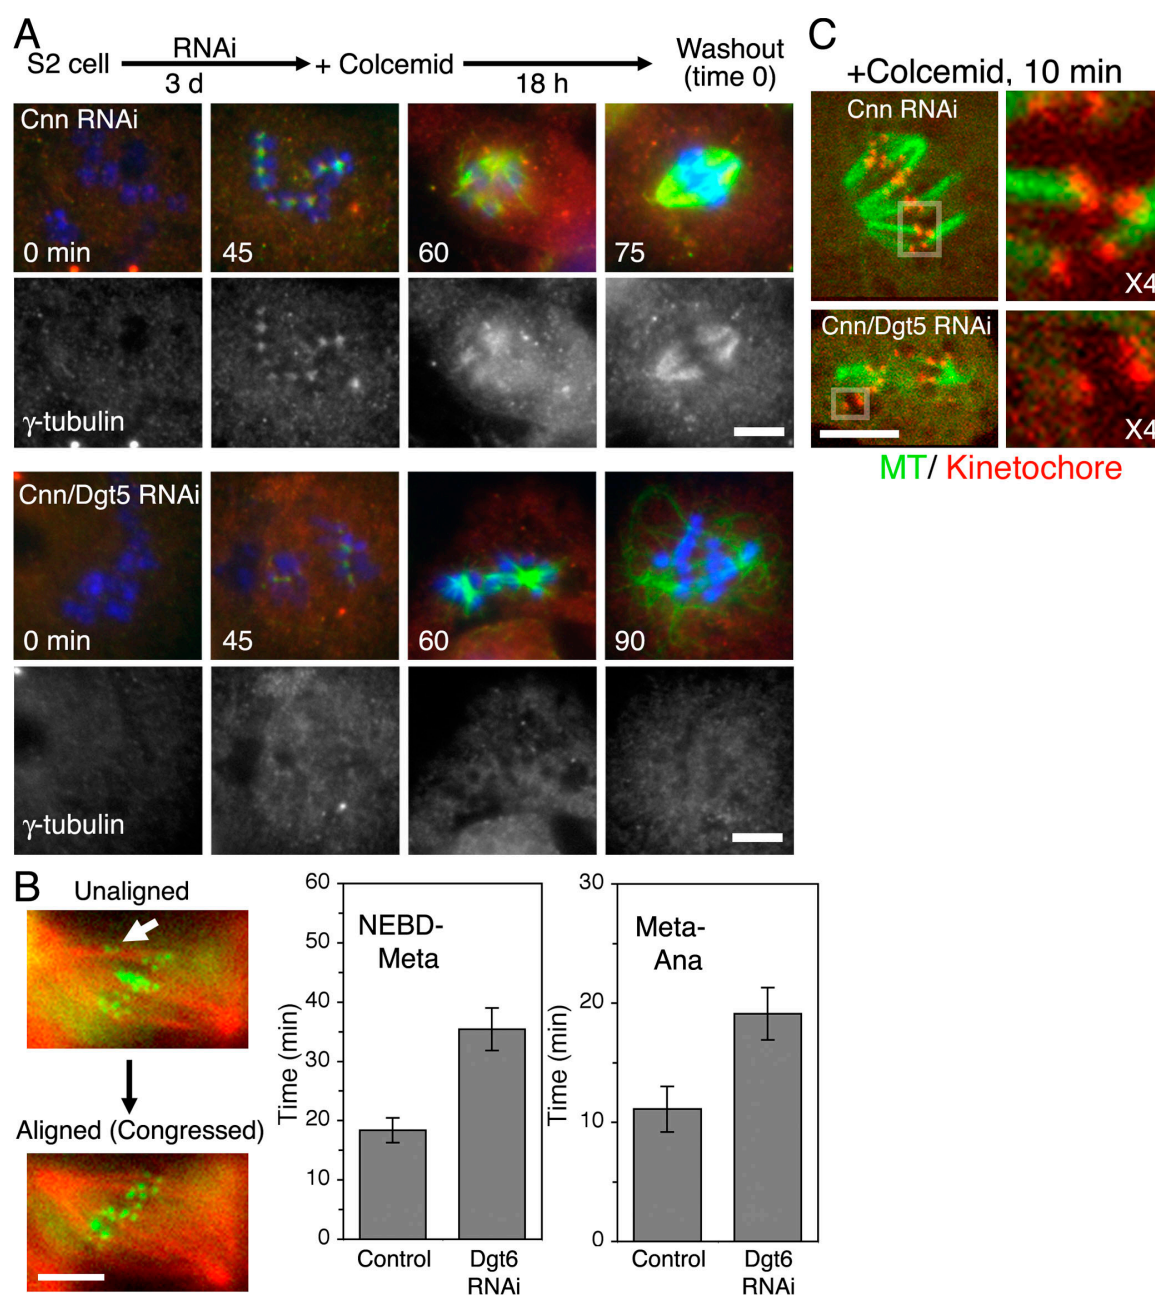 A
S2 cell
RNAi
3 d
+ Colcemid
18 h
Washout
(time 0)
Cnn RNAi
0 min
45
60
75
γ-tubulin
Cnn/Dgt5 RNAi
0 min
45
60
90
γ-tubulin
B
Unaligned
Aligned (Congressed)
60
50
40
30
20
10
0
Time (min)
NEBD-
Meta
Control
Dgt6
RNAi
30
20
10
0
Time (min)
Meta-
Ana
Control
Dgt6
RNAi
C
+Colcemid, 10 min
Cnn RNAi
X4
Cnn/Dgt5 RNAi
X4
MT/ Kinetochore